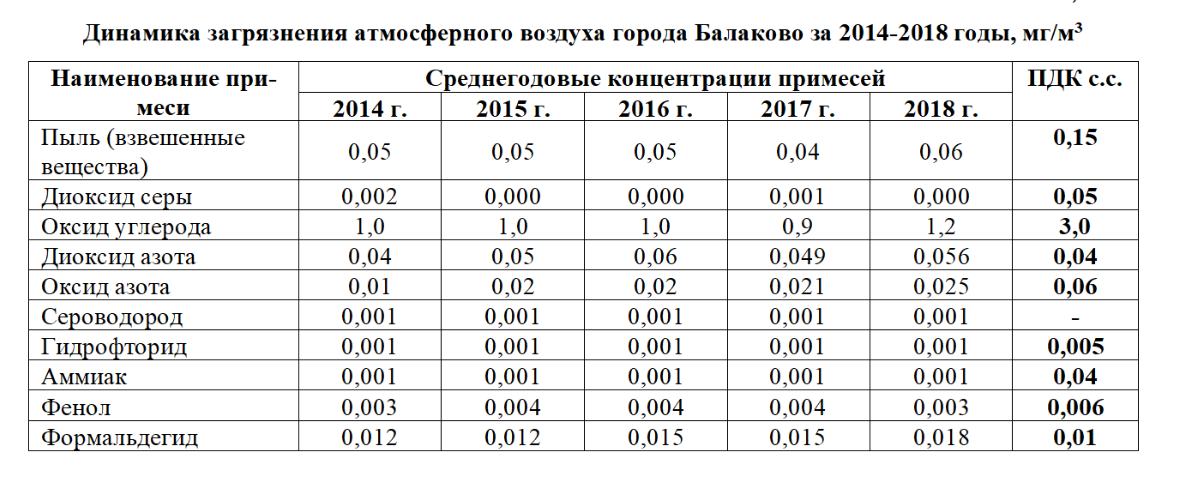 Динамика загрязнения атмосферного воздуха города Балаково за 2014-2018 годы, мг/м³
Наименование при-
меси
Среднегодовые концентрации примесей
ПДК с.с.
2014 г. 2015 г. 2016 г. 2017 г. 2018 г.
Пыль (взвешенные
вещества)
0,05 0,05 0,05 0,04 0,06 0,15
Диоксид серы 0,002 0,000 0,000 0,001 0,000 0,05
Оксид углерода 1,0 1,0 1,0 0,9 1,2 3,0
Диоксид азота 0,04 0,05 0,06 0,049 0,056 0,04
Оксид азота 0,01 0,02 0,02 0,021 0,025 0,06
Сероводород 0,001 0,001 0,001 0,001 0,001 -
Гидрофторид 0,001 0,001 0,001 0,001 0,001 0,005
Аммиак 0,001 0,001 0,001 0,001 0,001 0,04
Фенол 0,003 0,004 0,004 0,004 0,003 0,006
Формальдегид 0,012 0,012 0,015 0,015 0,018 0,01